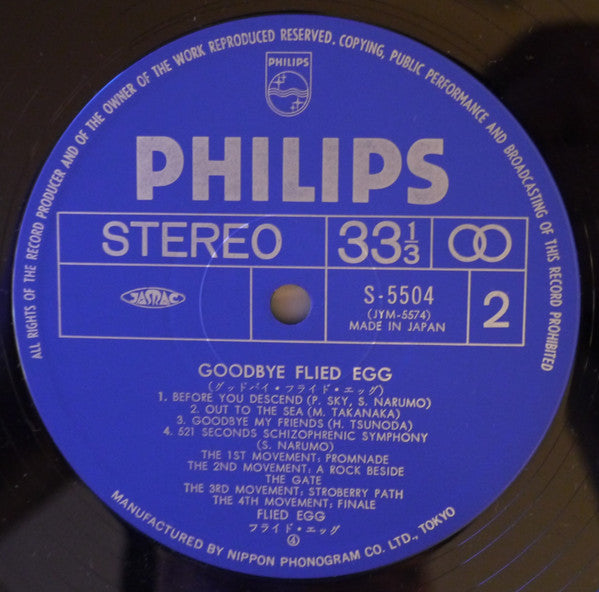 ALL RIGHTS OF THE RECORD PRODUCER AND OF THE OWNER OF THE WORK REPRODUCED RESERVED. COPYING, PUBLIC PERFORMANCE AND BROADCASTING OF THIS RECORD PROHIBITED
PHILIPS
PHILIPS
STEREO
33 1/3
JASRAC
S-5504
(JYM-5574)
MADE IN JAPAN
2
GOODBYE FLIED EGG
(グッドバイ・フライド・エッグ)
1. BEFORE YOU DESCEND (P. SKY, S. NARUMO)
2. OUT TO THE SEA (M. TAKANAKA)
3. GOODBYE MY FRIENDS (H. TSUNODA)
4. 521 SECONDS SCHIZOPHRENIC SYMPHONY
(S. NARUMO)
THE 1ST MOVEMENT; PROMNADE
THE 2ND MOVEMENT; A ROCK BESIDE
THE GATE
THE 3RD MOVEMENT; STROBERRY PATH
THE 4TH MOVEMENT; FINALE
FLIED EGG
フライド・エッグ
④
MANUFACTURED BY NIPPON PHONOGRAM CO. LTD., TOKYO